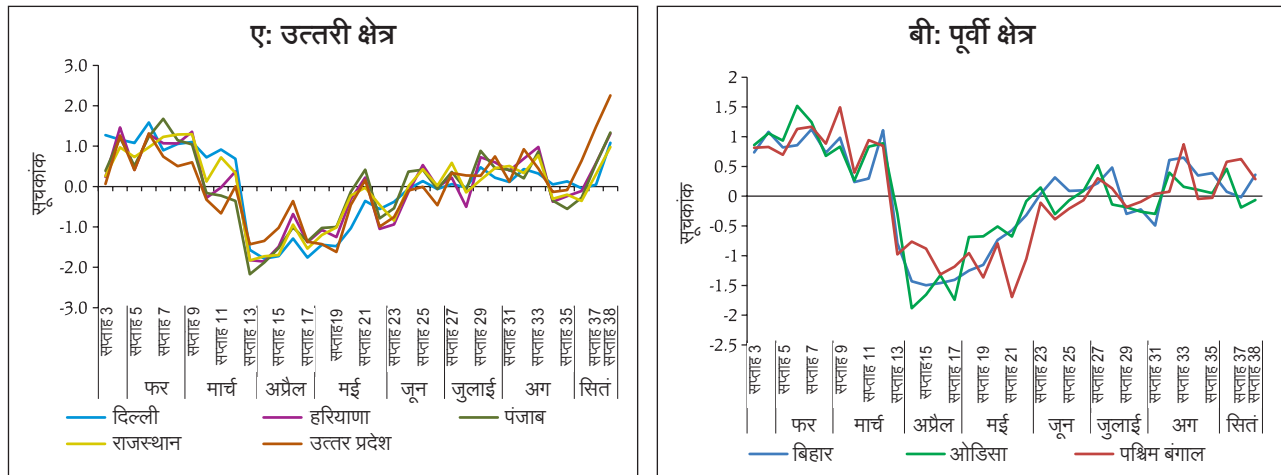 ए: उत्तरी क्षेत्र
सूचकांक
3.0
2.0
1.0
0.0
-1.0
-2.0
-3.0
सप्ताह 3
सप्ताह 5
सप्ताह 7
सप्ताह 9
सप्ताह 11
सप्ताह 13
सप्ताह 15
सप्ताह 17
सप्ताह19
सप्ताह 21
सप्ताह 23
सप्ताह 25
सप्ताह 27
सप्ताह 29
सप्ताह 31
सप्ताह 33
सप्ताह 35
सप्ताह 37
सप्ताह 38
फर मार्च अप्रैल मई जून जुलाई अग सितं
दिल्ली हरियाणा पंजाब
राजस्थान उत्तर प्रदेश
बी: पूर्वी क्षेत्र
सूचकांक
2
1.5
1
0.5
0
-0.5
-1
-1.5
-2
-2.5
सप्ताह 3
सप्ताह 5
सप्ताह 7
सप्ताह 9
सप्ताह 11
सप्ताह 13
सप्ताह15
सप्ताह 17
सप्ताह 19
सप्ताह 21
सप्ताह 23
सप्ताह 25
सप्ताह 27
सप्ताह 29
सप्ताह 31
सप्ताह 33
सप्ताह 35
सप्ताह 37
सप्ताह 38
फर मार्च अप्रैल मई जून जुलाई अग सितं
बिहार ओडिसा पश्चिम बंगाल